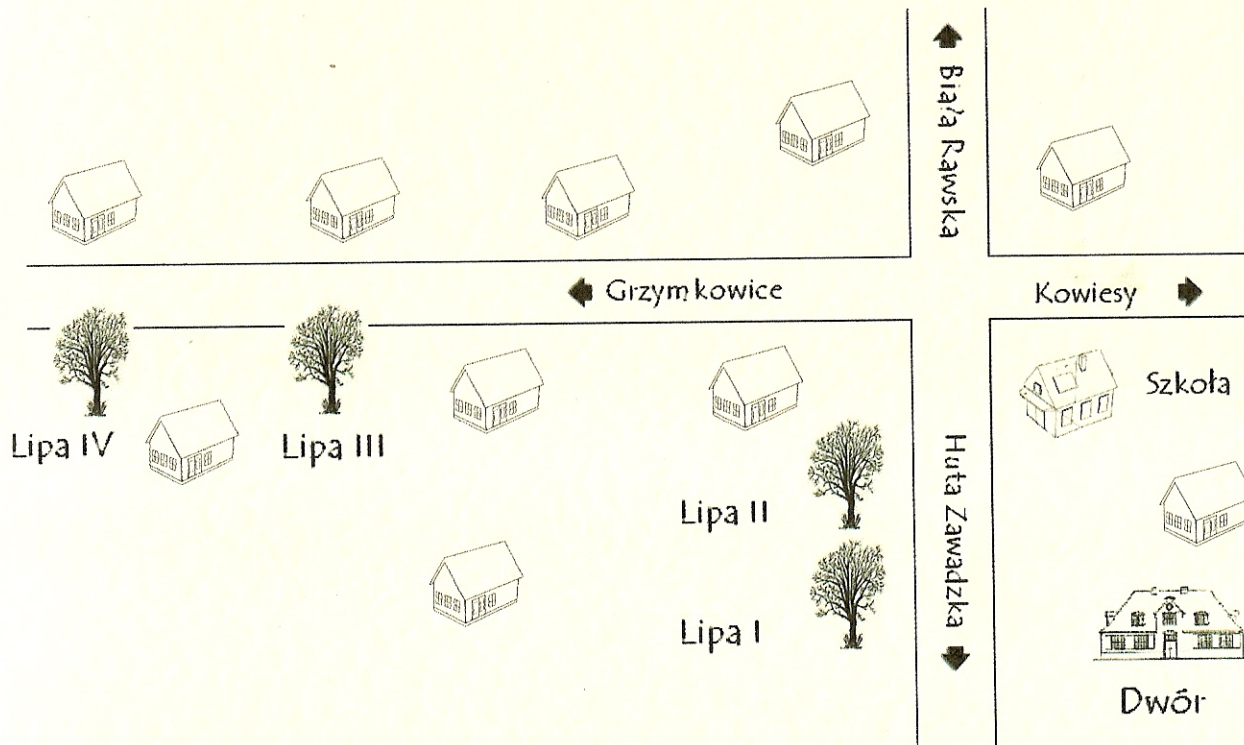 Biała Rawska
Grzymkowice
Kowiesy
Szkoła
Lipa IV
Lipa III
Lipa II
Huta Zawadzka
Lipa I
Dwór